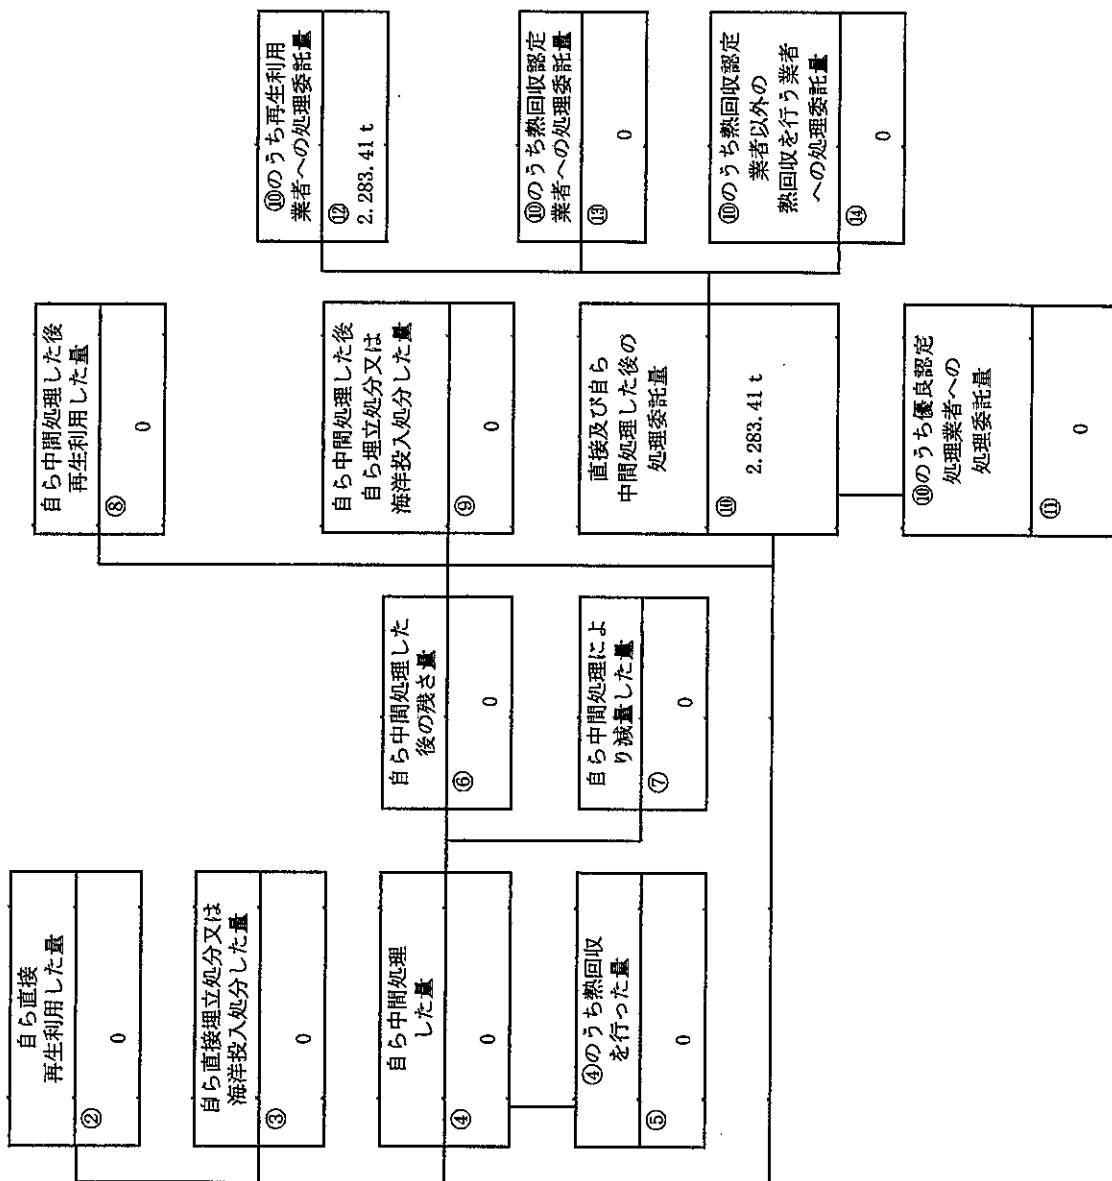 自ら直接
再生利用した量
②
0
自ら直接埋立処分又は
海洋投入処分した量
③
0
自ら中間処理
した量
④
0
④のうち熱回収
を行った量
⑤
0
自ら中間処理した
後の残さ量
⑥
0
自ら中間処理によ
り減量した量
⑦
0
自ら中間処理した後
再生利用した量
⑧
0
自ら中間処理した後
自ら埋立処分又は
海洋投入処分した量
⑨
0
直接及び自ら
中間処理した後の
処理委託量
⑩
2.283.41t
⑩のうち優良認定
処理業者への
処理委託量
⑪
0
⑩のうち再生利用
業者への処理委託量
⑫
2.283.41t
⑩のうち熱回収認定
業者への処理委託量
⑬
0
⑩のうち熱回収認定
業者以外の
熱回収を行う業者
への処理委託量
⑭
0